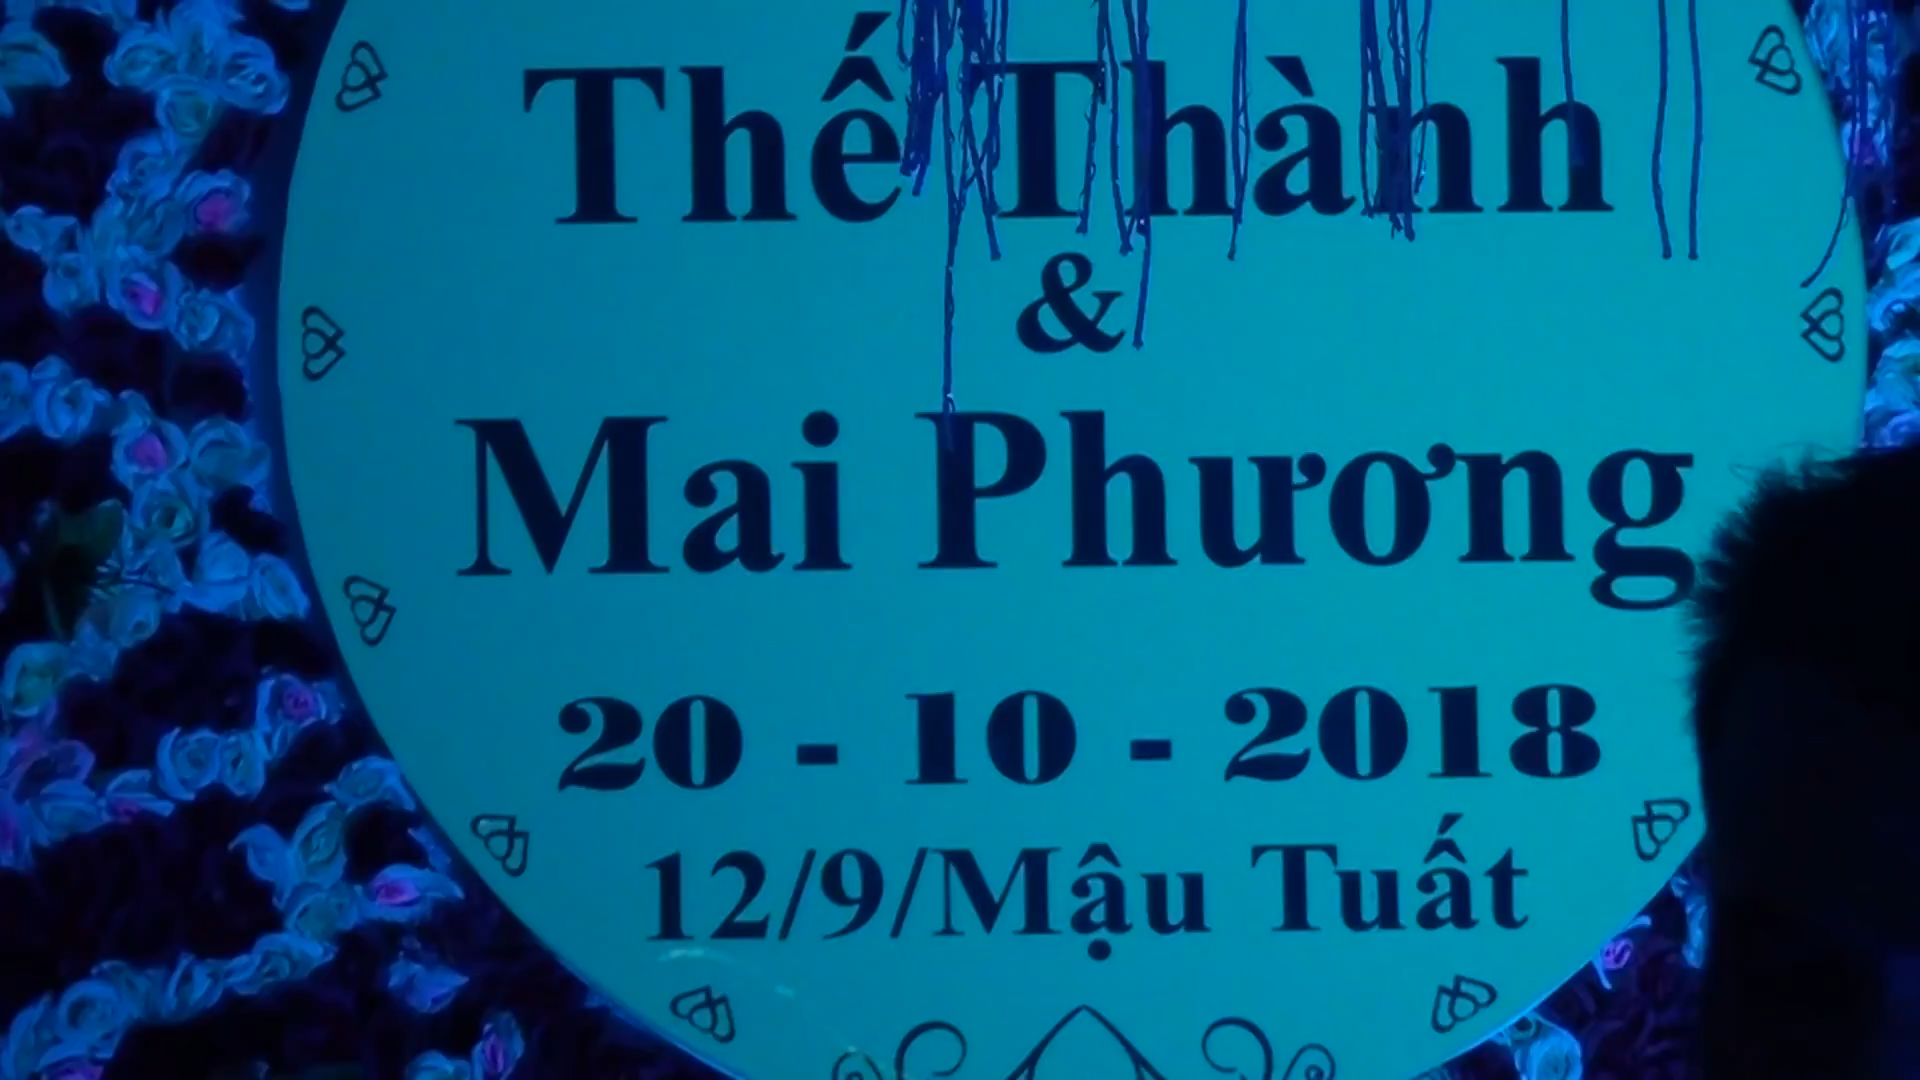 Thế Thành
&
Mai Phương
20 - 10 - 2018
12/9/Mậu Tuất